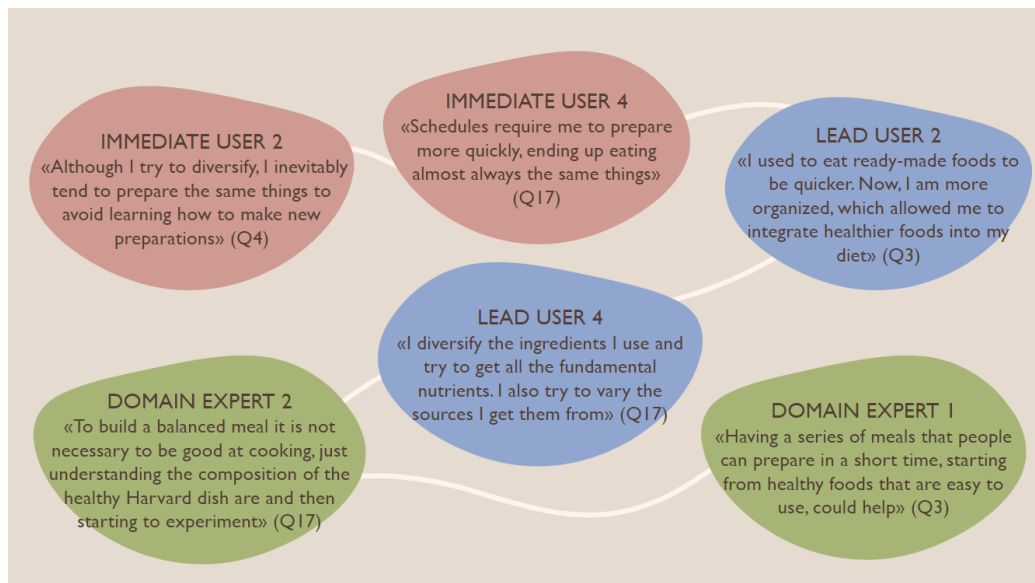 IMMEDIATE USER 2
«Although I try to diversify, I inevitably
tend to prepare the same things to
avoid learning how to make new
preparations» (Q4)
IMMEDIATE USER 4
«Schedules require me to prepare
more quickly, ending up eating
almost always the same things»
(Q17)
LEAD USER 2
«I used to eat ready-made foods to
be quicker. Now, I am more
organized, which allowed me to
integrate healthier foods into my
diet» (Q3)
LEAD USER 4
«I diversify the ingredients I use and
try to get all the fundamental
nutrients. I also try to vary the
sources I get them from» (Q17)
DOMAIN EXPERT 2
«To build a balanced meal it is not
necessary to be good at cooking, just
understanding the composition of the
healthy Harvard dish are and then
starting to experiment» (Q17)
DOMAIN EXPERT 1
«Having a series of meals that people
can prepare in a short time, starting
from healthy foods that are easy to
use, could help» (Q3)